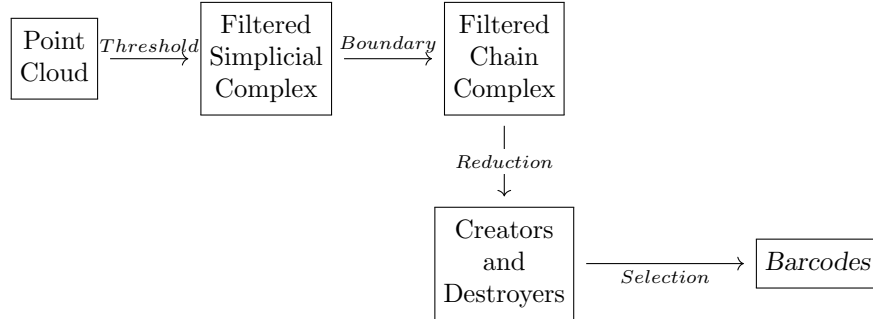 Point
Cloud
Threshold
Filtered
Simplicial
Complex
Boundary
Filtered
Chain
Complex
Reduction
Creators
and
Destroyers
Selection
Barcodes